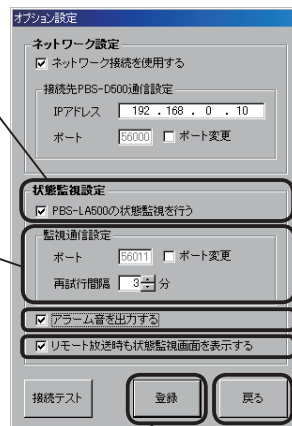 オプション設定
ネットワーク設定
ネットワーク接続を使用する
接続先PBS-D500通信設定
IPアドレス 192 . 168 . 0 . 10
ポート 56000 ポート変更
状態監視設定
PBS-LA500の状態監視を行う
監視通信設定
ポート 56011 ポート変更
再試行間隔 3 分
アラーム音を出力する
リモート放送時も状態監視画面を表示する
接続テスト 登録 戻る